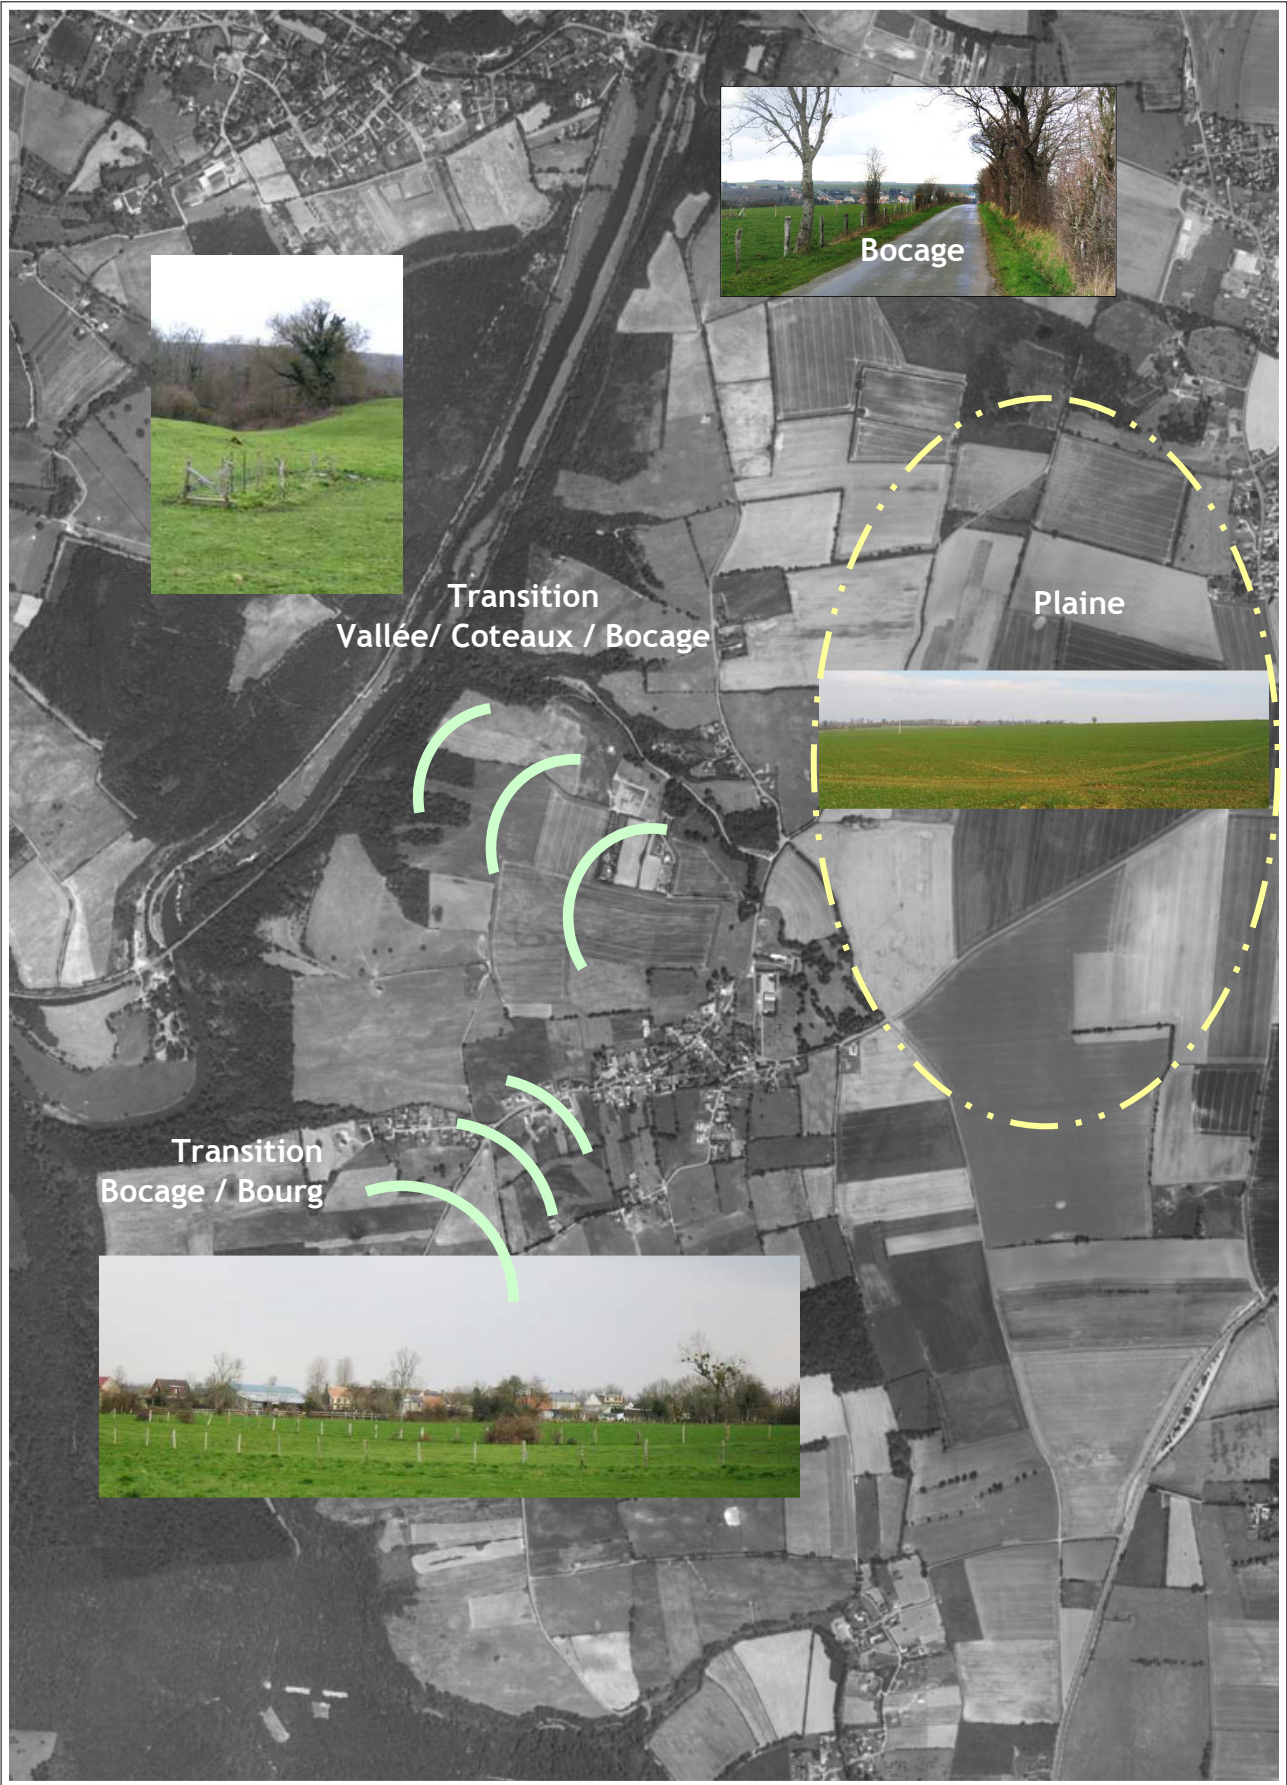 Bocage
Transition
Vallée/ Coteaux / Bocage
Plaine
Transition
Bocage / Bourg